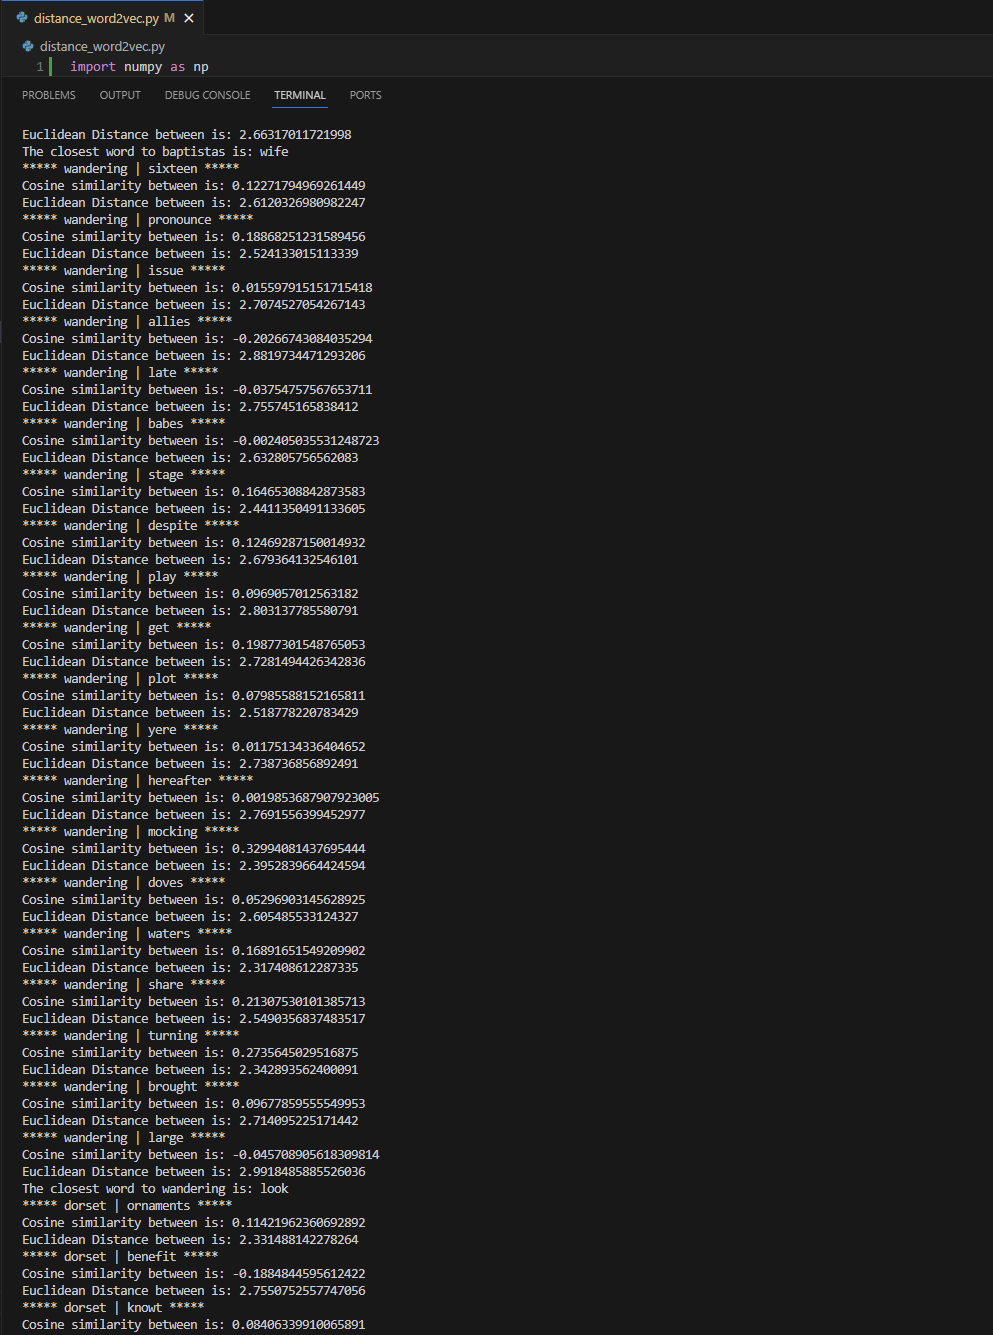 distance_word2vec.py M ×
distance_word2vec.py
1 import numpy as np
PROBLEMS OUTPUT DEBUG CONSOLE TERMINAL PORTS
Euclidean Distance between is: 2.66317011721998
The closest word to baptistas is: wife
***** wandering | sixteen *****
Cosine similarity between is: 0.12271794969261449
Euclidean Distance between is: 2.6120326980982247
***** wandering | pronounce *****
Cosine similarity between is: 0.18868251231589456
Euclidean Distance between is: 2.524133015113339
***** wandering | issue *****
Cosine similarity between is: 0.015597915151715418
Euclidean Distance between is: 2.7074527054267143
***** wandering | allies *****
Cosine similarity between is: -0.20266743084035294
Euclidean Distance between is: 2.8819734471293206
***** wandering | late *****
Cosine similarity between is: -0.03754757567653711
Euclidean Distance between is: 2.755745165838412
***** wandering | babes *****
Cosine similarity between is: -0.002405035531248723
Euclidean Distance between is: 2.632805756562083
***** wandering | stage *****
Cosine similarity between is: 0.16465308842873583
Euclidean Distance between is: 2.4411350491133605
***** wandering | despite *****
Cosine similarity between is: 0.12469287150014932
Euclidean Distance between is: 2.679364132546101
***** wandering | play *****
Cosine similarity between is: 0.0969057012563182
Euclidean Distance between is: 2.803137785580791
***** wandering | get *****
Cosine similarity between is: 0.19877301548765053
Euclidean Distance between is: 2.7281494426342836
***** wandering | plot *****
Cosine similarity between is: 0.07985588152165811
Euclidean Distance between is: 2.518778220783429
***** wandering | yere *****
Cosine similarity between is: 0.01175134336404652
Euclidean Distance between is: 2.738736856892491
***** wandering | hereafter *****
Cosine similarity between is: 0.0019853687907923005
Euclidean Distance between is: 2.7691556399452977
***** wandering | mocking *****
Cosine similarity between is: 0.32994081437695444
Euclidean Distance between is: 2.3952839664424594
***** wandering | doves *****
Cosine similarity between is: 0.05296903145628925
Euclidean Distance between is: 2.605485533124327
***** wandering | waters *****
Cosine similarity between is: 0.16891651549209902
Euclidean Distance between is: 2.317408612287335
***** wandering | share *****
Cosine similarity between is: 0.21307530101385713
Euclidean Distance between is: 2.5490356837483517
***** wandering | turning *****
Cosine similarity between is: 0.2735645029516875
Euclidean Distance between is: 2.342893562400091
***** wandering | brought *****
Cosine similarity between is: 0.09677859555549953
Euclidean Distance between is: 2.714095225171442
***** wandering | large *****
Cosine similarity between is: -0.045708905618309814
Euclidean Distance between is: 2.9918485885526036
The closest word to wandering is: look
***** dorset | ornaments *****
Cosine similarity between is: 0.11421962360692892
Euclidean Distance between is: 2.331488142278264
***** dorset | benefit *****
Cosine similarity between is: -0.1884844595612422
Euclidean Distance between is: 2.7550752557747056
***** dorset | knowt *****
Cosine similarity between is: 0.08406339910065891